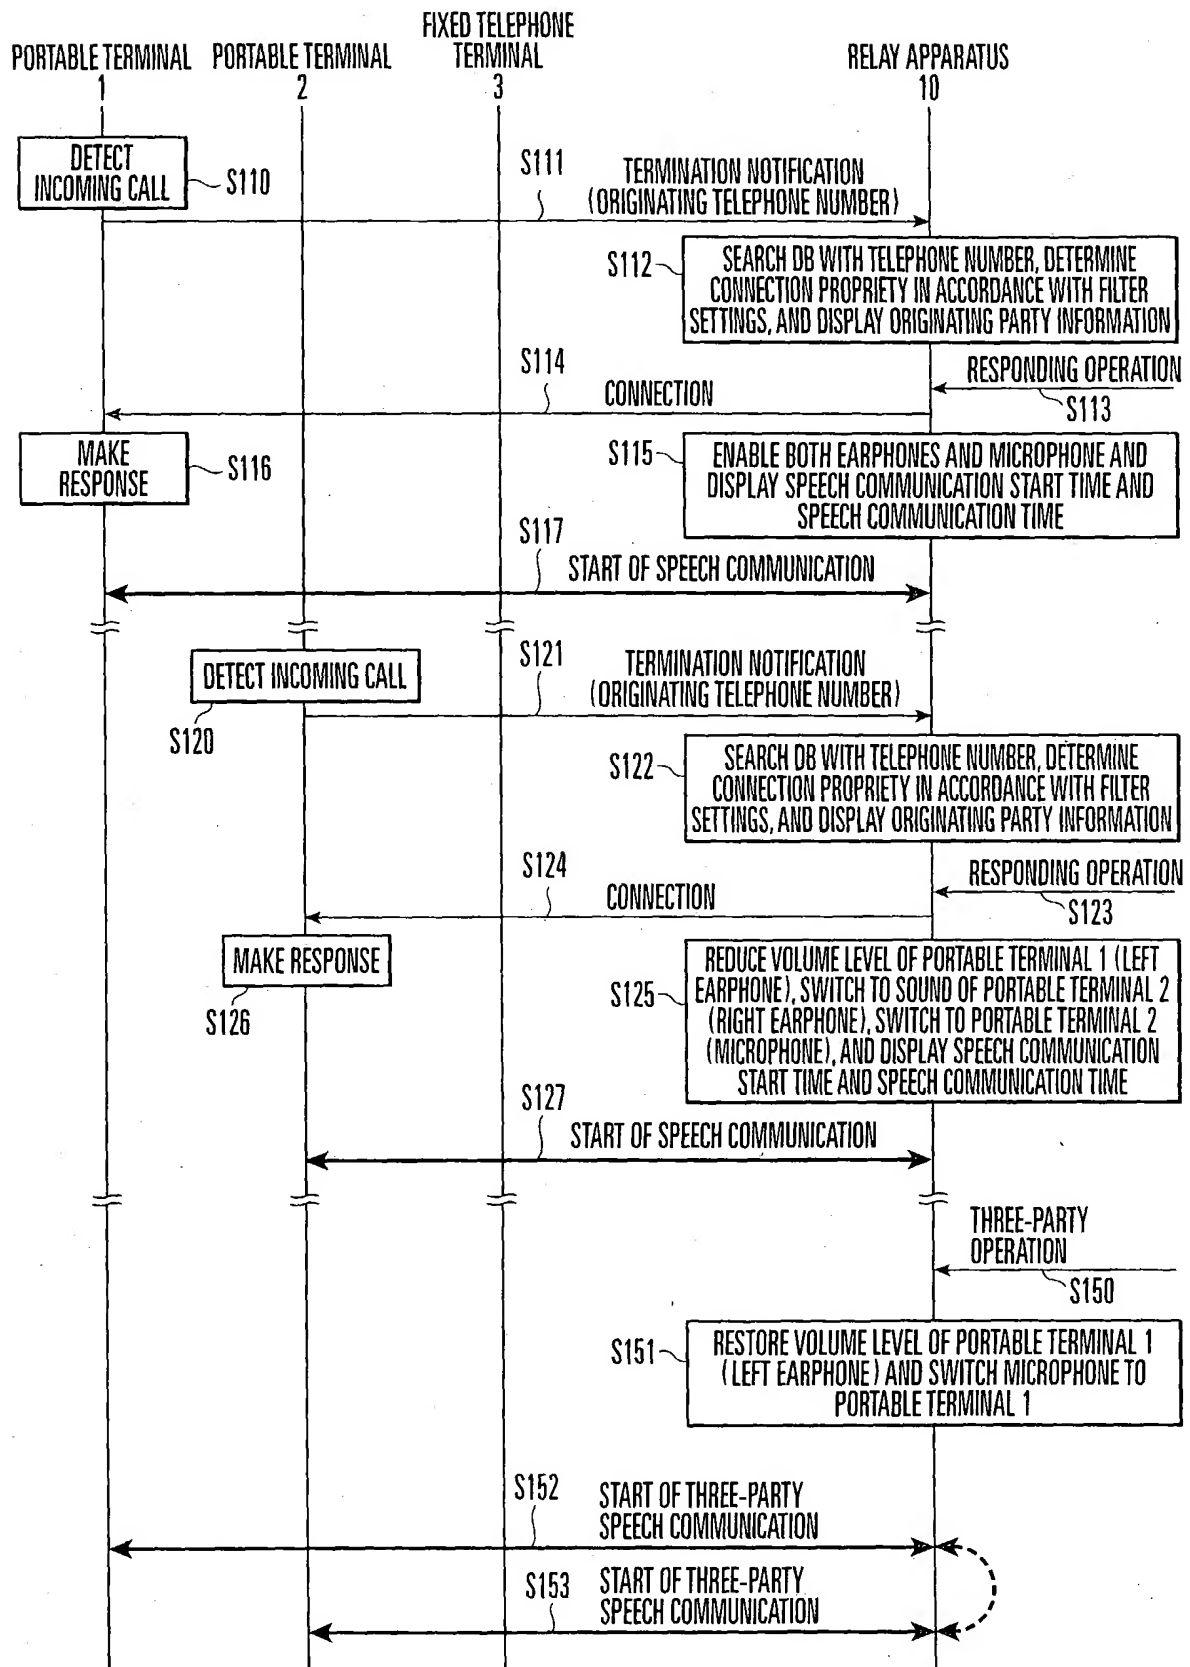 PORTABLE TERMINAL
1
PORTABLE TERMINAL
2
FIXED TELEPHONE
TERMINAL
3
RELAY APPARATUS
10
DETECT
INCOMING CALL
S110
S111
TERMINATION NOTIFICATION
(ORIGINATING TELEPHONE NUMBER)
S112
SEARCH DB WITH TELEPHONE NUMBER, DETERMINE
CONNECTION PROPRIETY IN ACCORDANCE WITH FILTER
SETTINGS, AND DISPLAY ORIGINATING PARTY INFORMATION
RESPONDING OPERATION
S113
S114
CONNECTION
MAKE
RESPONSE
S116
S115
ENABLE BOTH EARPHONES AND MICROPHONE AND
DISPLAY SPEECH COMMUNICATION START TIME AND
SPEECH COMMUNICATION TIME
S117
START OF SPEECH COMMUNICATION
DETECT INCOMING CALL
S120
S121
TERMINATION NOTIFICATION
(ORIGINATING TELEPHONE NUMBER)
S122
SEARCH DB WITH TELEPHONE NUMBER, DETERMINE
CONNECTION PROPRIETY IN ACCORDANCE WITH FILTER
SETTINGS, AND DISPLAY ORIGINATING PARTY INFORMATION
RESPONDING OPERATION
S123
S124
CONNECTION
MAKE RESPONSE
S126
S125
REDUCE VOLUME LEVEL OF PORTABLE TERMINAL 1 (LEFT
EARPHONE), SWITCH TO SOUND OF PORTABLE TERMINAL 2
(RIGHT EARPHONE), SWITCH TO PORTABLE TERMINAL 2
(MICROPHONE), AND DISPLAY SPEECH COMMUNICATION
START TIME AND SPEECH COMMUNICATION TIME
S127
START OF SPEECH COMMUNICATION
THREE-PARTY
OPERATION
S150
S151
RESTORE VOLUME LEVEL OF PORTABLE TERMINAL 1
(LEFT EARPHONE) AND SWITCH MICROPHONE TO
PORTABLE TERMINAL 1
S152
START OF THREE-PARTY
SPEECH COMMUNICATION
S153
START OF THREE-PARTY
SPEECH COMMUNICATION